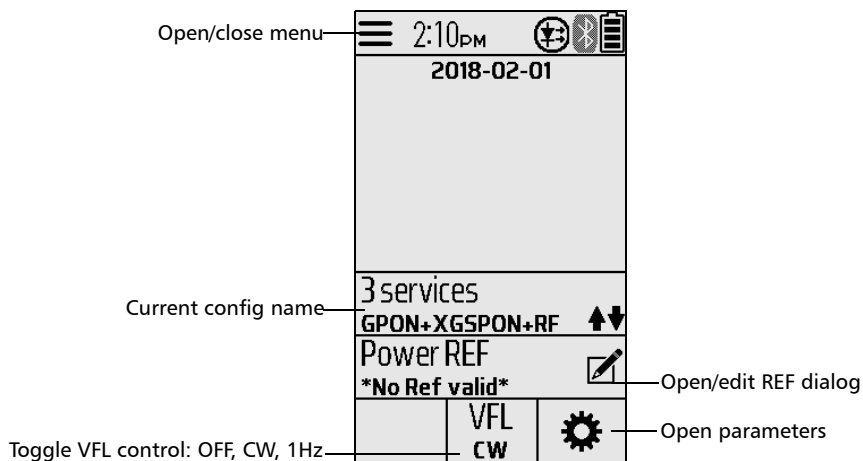 Open/close menu
2:10PM
2018-02-01
3 services
Current config name
GPON+XGSPON+RF
Power REF
*No Ref valid*
Open/edit REF dialog
VFL
Open parameters
Toggle VFL control: OFF, CW, 1Hz
CW